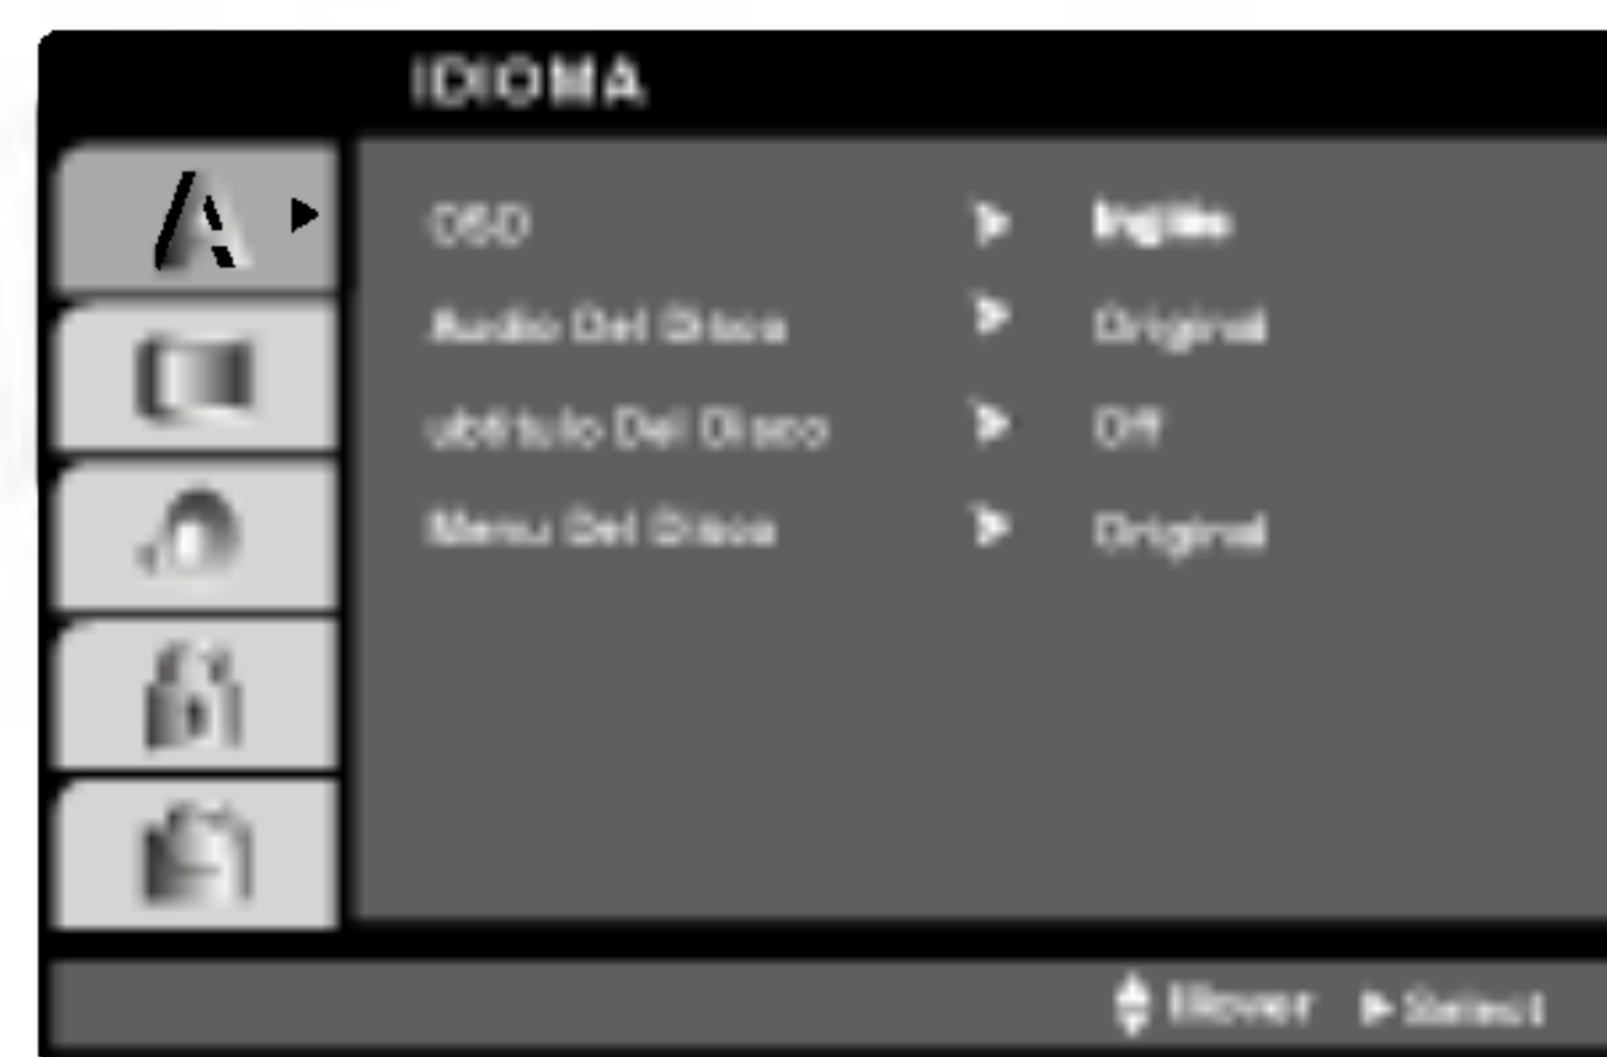 IDIOMA
OSD Inglés
Audio Del Disco Original
ubtítulo Del Disco Off
Menu Del Disco Original
Mover Select